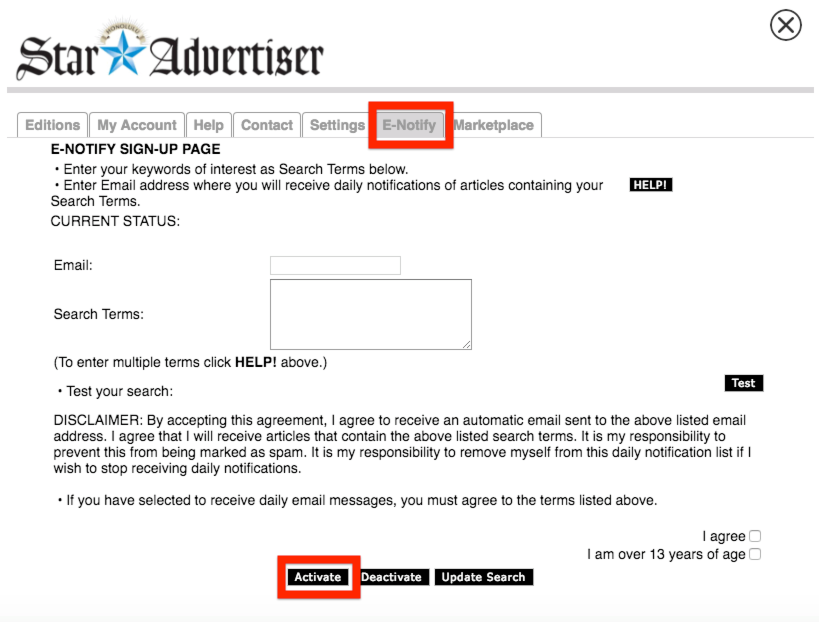 HONOLULU
Star Advertiser
Editions My Account Help Contact Settings E-Notify Marketplace
E-NOTIFY SIGN-UP PAGE
• Enter your keywords of interest as Search Terms below.
• Enter Email address where you will receive daily notifications of articles containing your HELP!
Search Terms.
CURRENT STATUS:
Email:
Search Terms:
(To enter multiple terms click HELP! above.)
• Test your search: Test
DISCLAIMER: By accepting this agreement, I agree to receive an automatic email sent to the above listed email
address. I agree that I will receive articles that contain the above listed search terms. It is my responsibility to
prevent this from being marked as spam. It is my responsibility to remove myself from this daily notification list if I
wish to stop receiving daily notifications.
• If you have selected to receive daily email messages, you must agree to the terms listed above.
I agree
I am over 13 years of age
Activate Deactivate Update Search